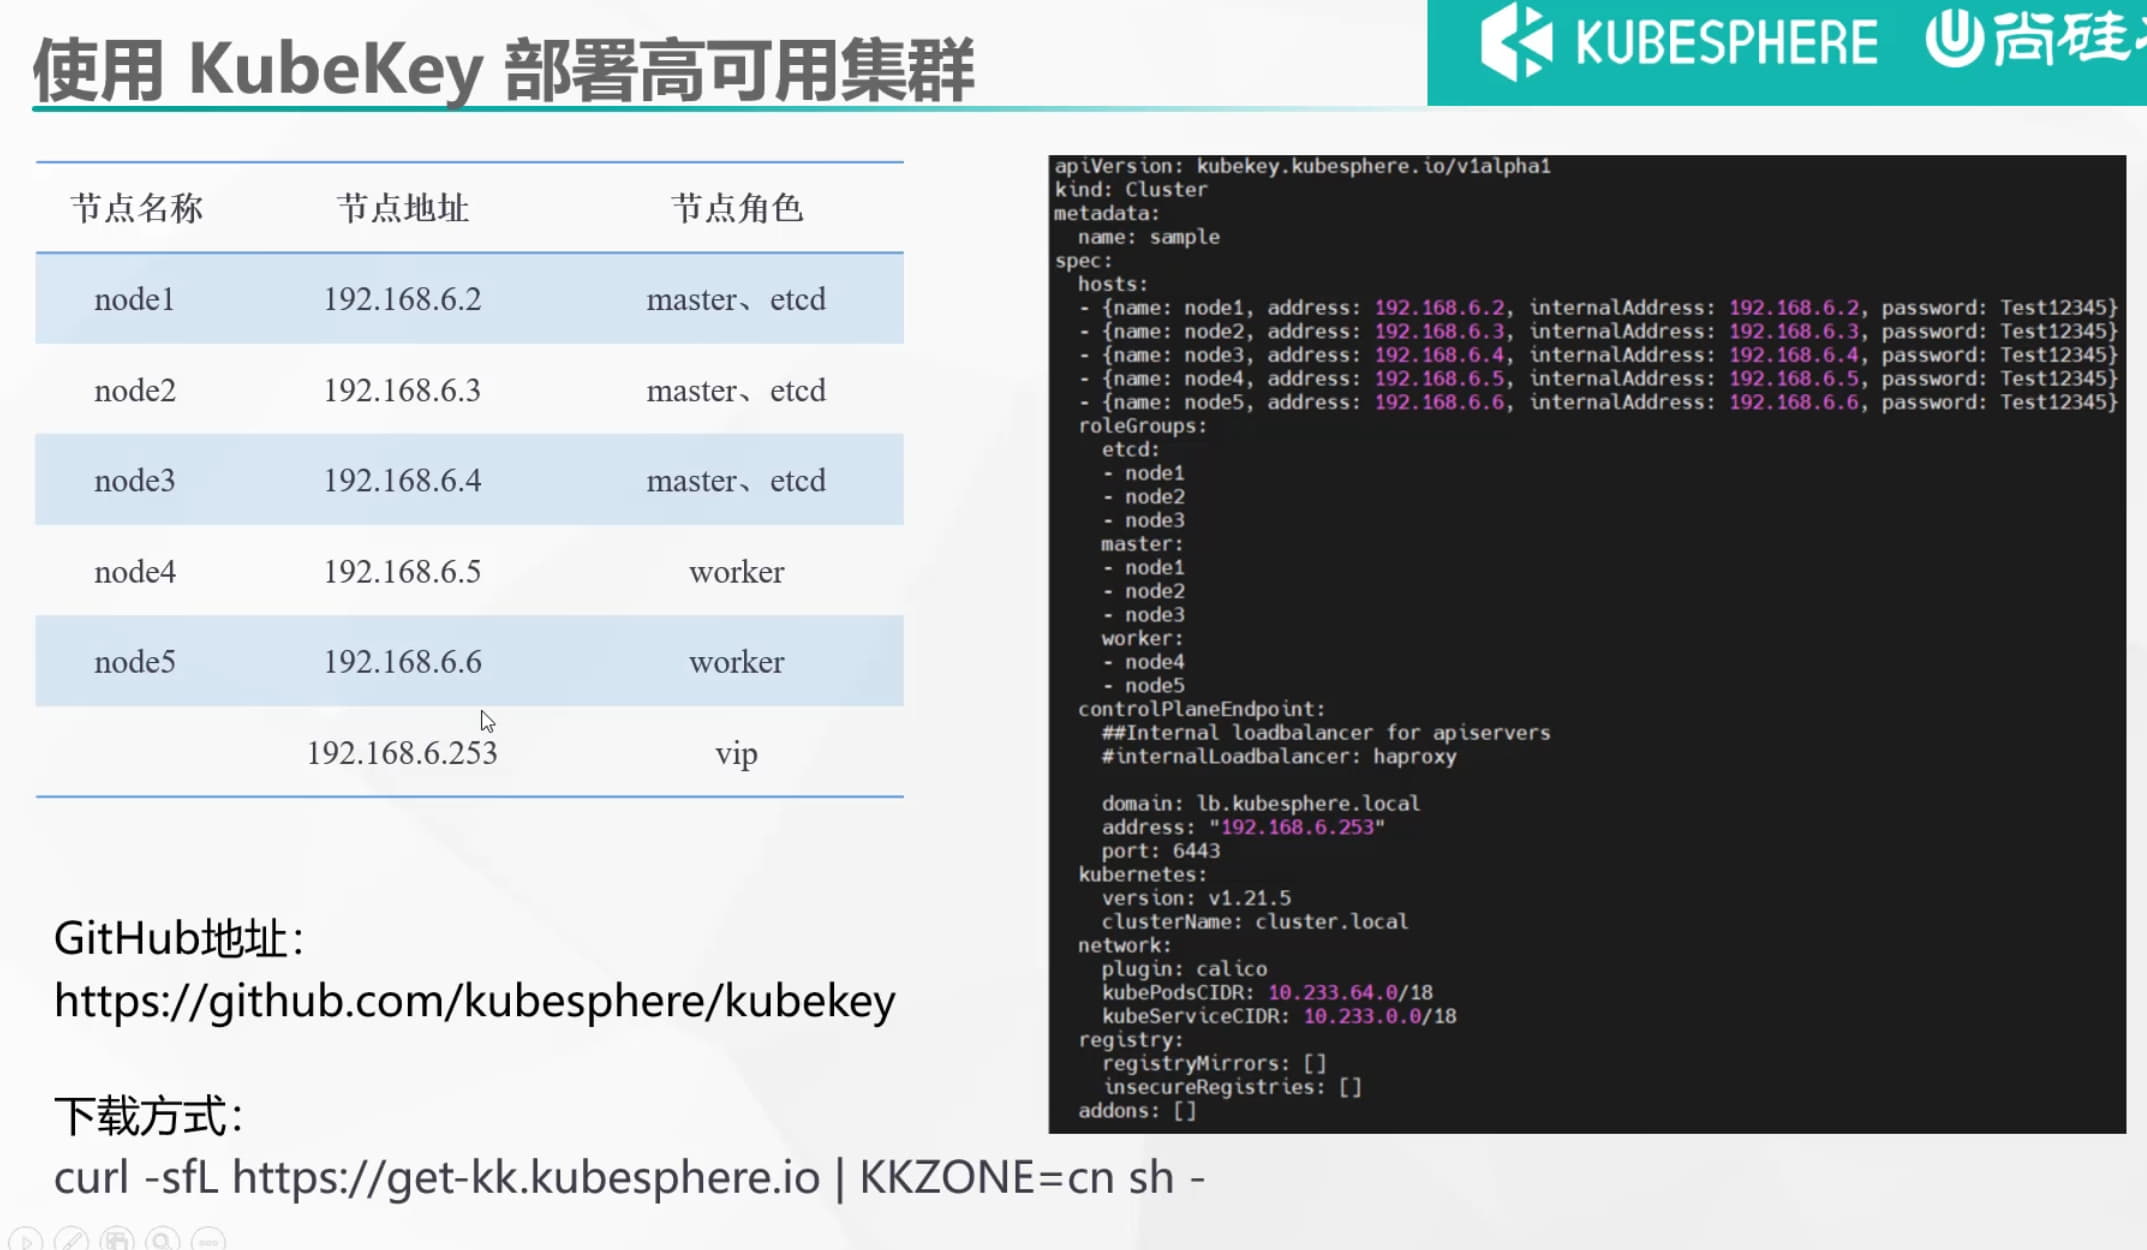 使用 KubeKey 部署高可用集群
KUBESPHERE 尚硅
节点名称 节点地址 节点角色
node1 192.168.6.2 master、etcd
node2 192.168.6.3 master、etcd
node3 192.168.6.4 master、etcd
node4 192.168.6.5 worker
node5 192.168.6.6 worker
192.168.6.253 vip
GitHub地址：
https://github.com/kubesphere/kubekey
下载方式：
curl -sfL https://get-kk.kubesphere.io | KKZONE=cn sh -
apiVersion: kubekey.kubesphere.io/v1alpha1
kind: Cluster
metadata:
  name: sample
spec:
  hosts:
  - {name: node1, address: 192.168.6.2, internalAddress: 192.168.6.2, password: Test12345}
  - {name: node2, address: 192.168.6.3, internalAddress: 192.168.6.3, password: Test12345}
  - {name: node3, address: 192.168.6.4, internalAddress: 192.168.6.4, password: Test12345}
  - {name: node4, address: 192.168.6.5, internalAddress: 192.168.6.5, password: Test12345}
  - {name: node5, address: 192.168.6.6, internalAddress: 192.168.6.6, password: Test12345}
  roleGroups:
    etcd:
    - node1
    - node2
    - node3
    master:
    - node1
    - node2
    - node3
    worker:
    - node4
    - node5
  controlPlaneEndpoint:
    ##Internal loadbalancer for apiservers
    #internalLoadbalancer: haproxy
    domain: lb.kubesphere.local
    address: "192.168.6.253"
    port: 6443
  kubernetes:
    version: v1.21.5
    clusterName: cluster.local
  network:
    plugin: calico
    kubePodsCIDR: 10.233.64.0/18
    kubeServiceCIDR: 10.233.0.0/18
  registry:
    registryMirrors: []
    insecureRegistries: []
  addons: []